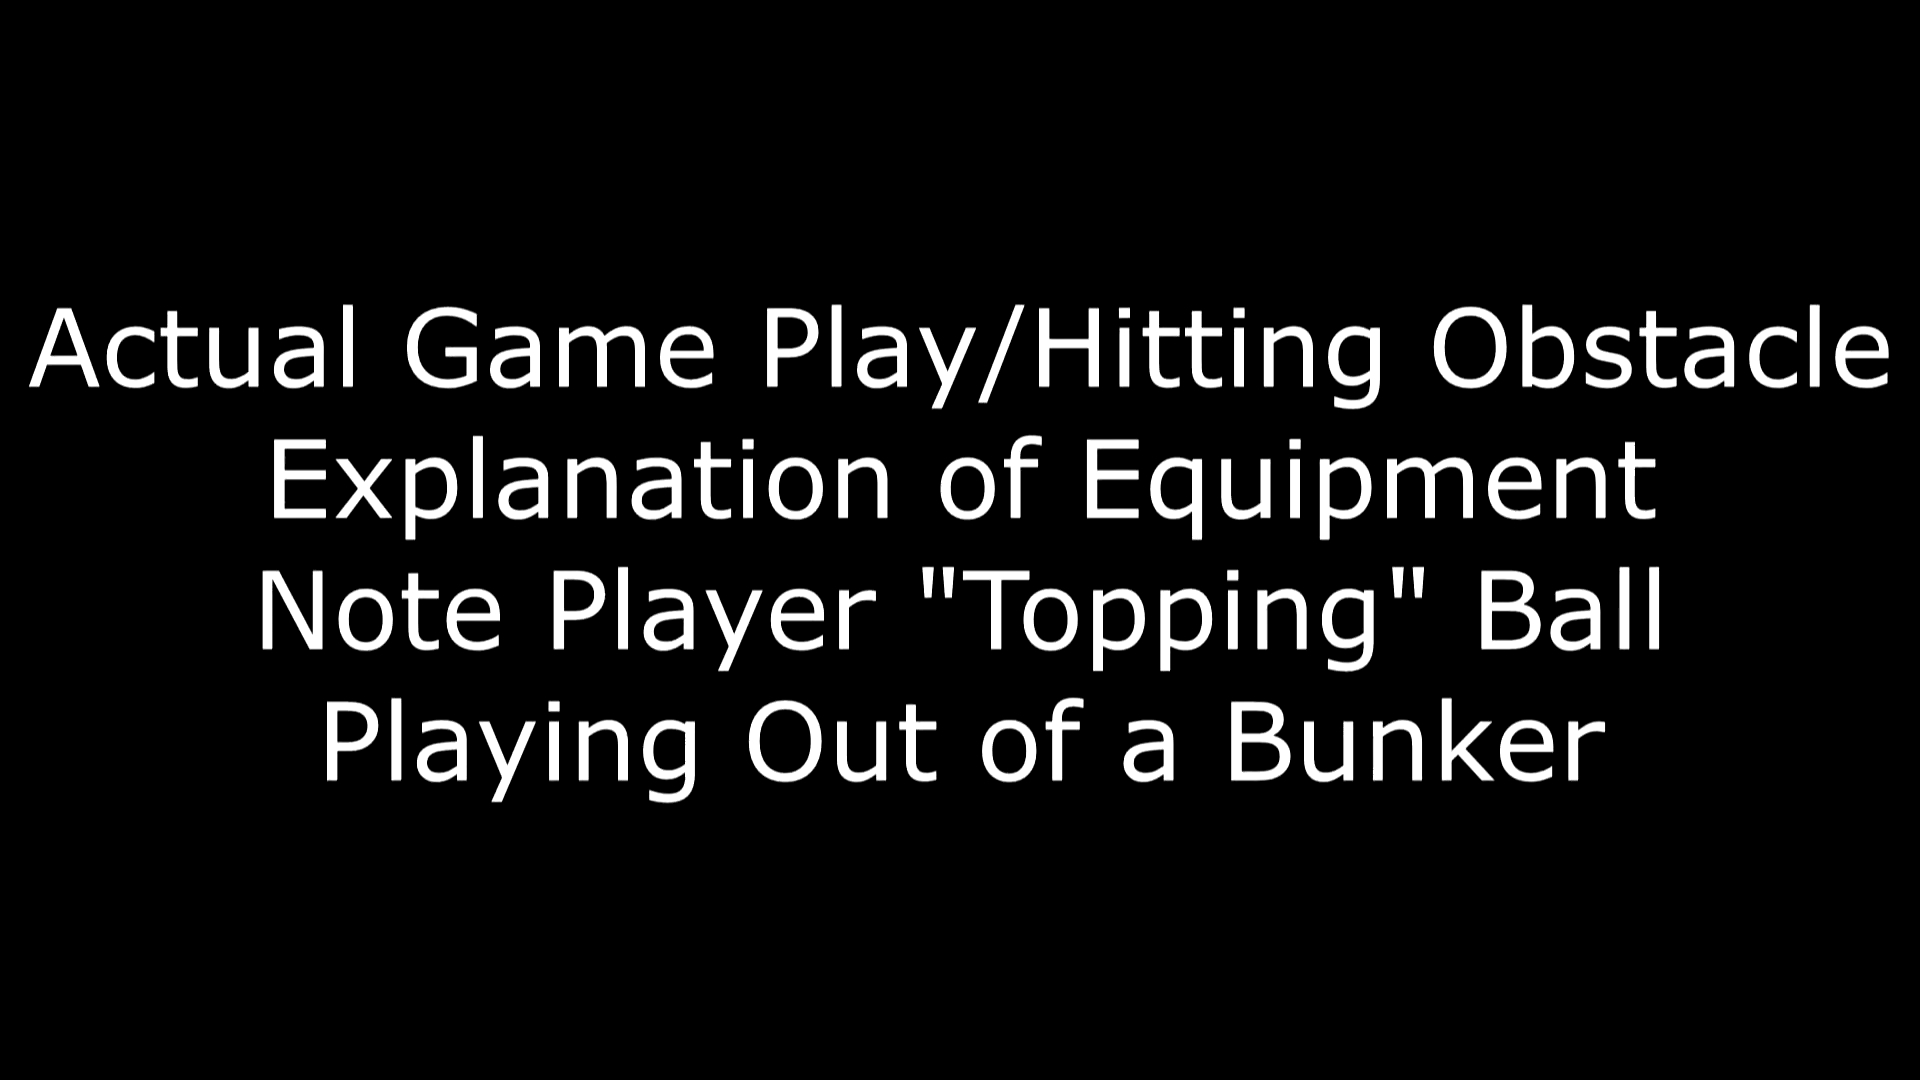 Actual Game Play/Hitting Obstacle
Explanation of Equipment
Note Player "Topping" Ball
Playing Out of a Bunker